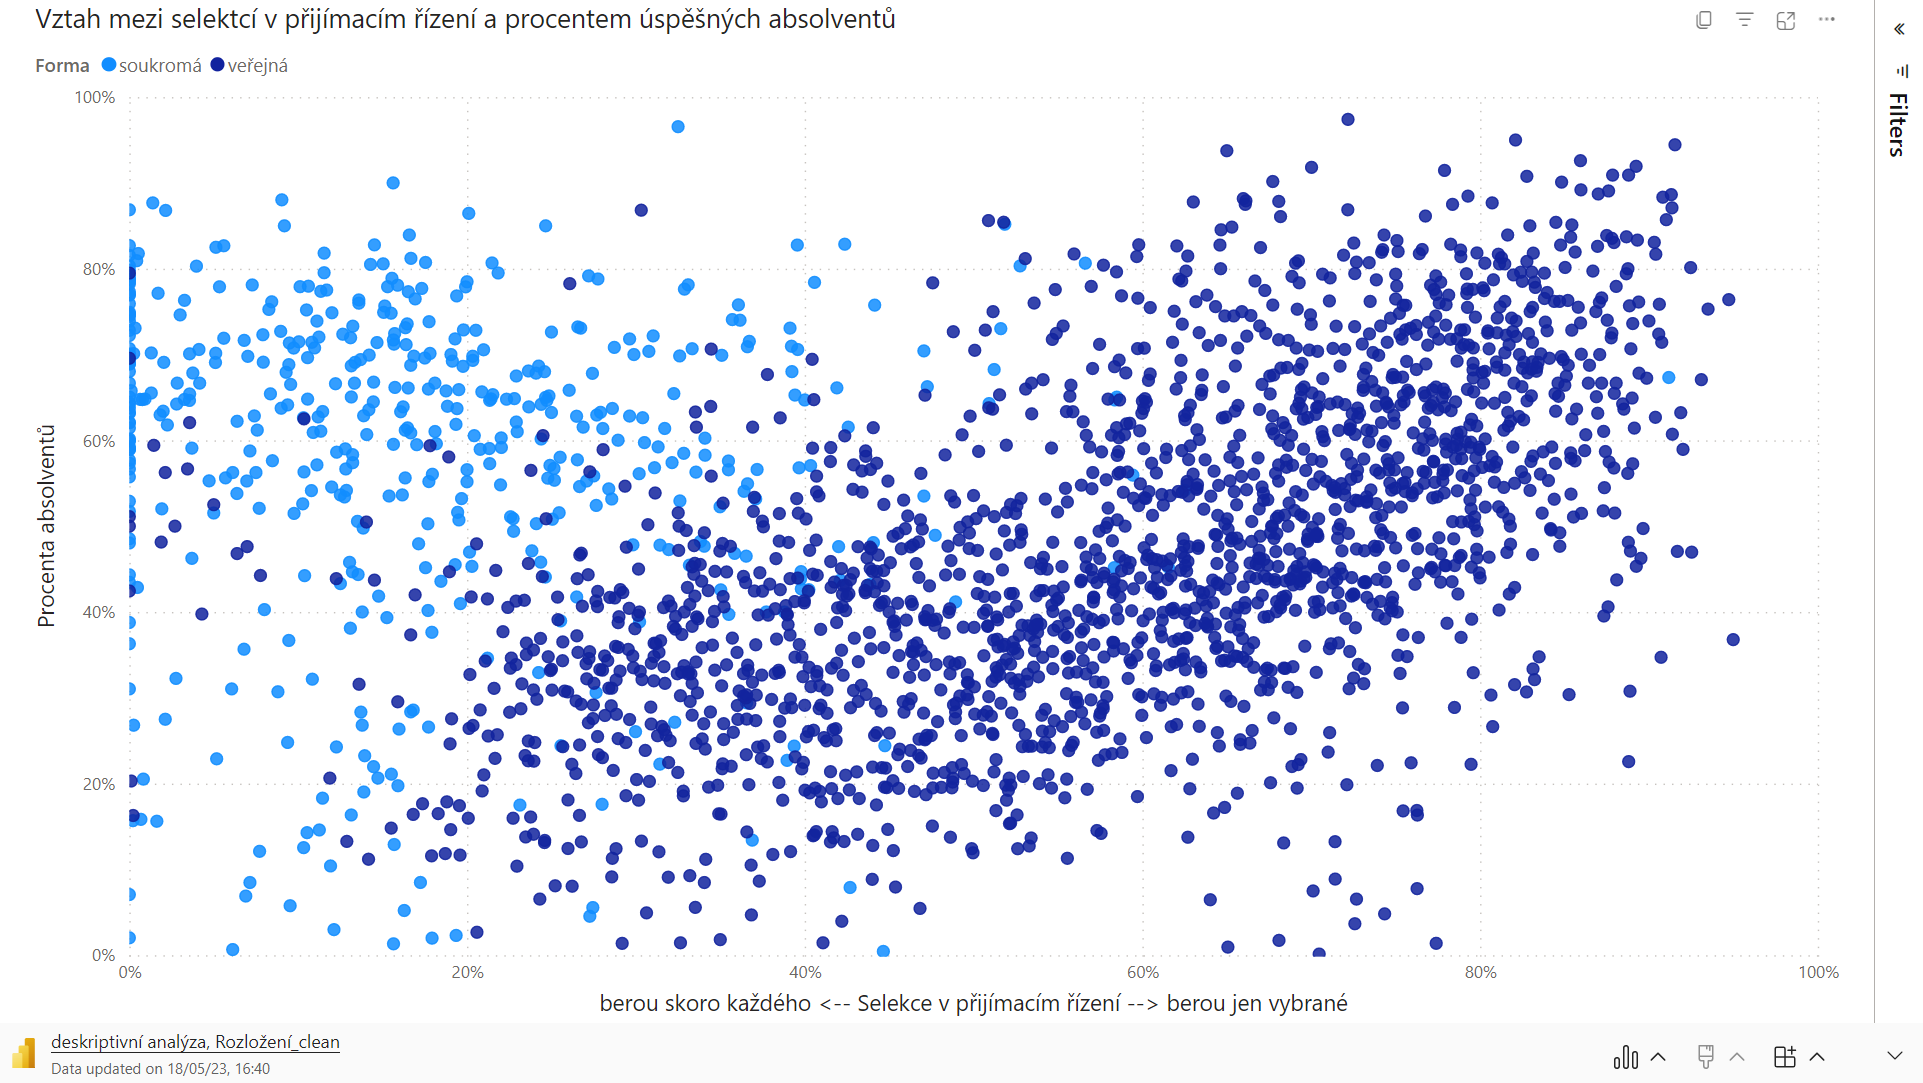 Vztah mezi selektcí v přijímacím řízení a procentem úspěšných absolventů
Forma soukromá veřejná
Filters
Procenta absolventů
100%
80%
60%
40%
20%
0%
0% 20% 40% 60% 80% 100%
berou skoro každého <-- Selekce v přijímacím řízení --> berou jen vybrané
deskriptivní analýza, Rozložení_clean
Data updated on 18/05/23, 16:40